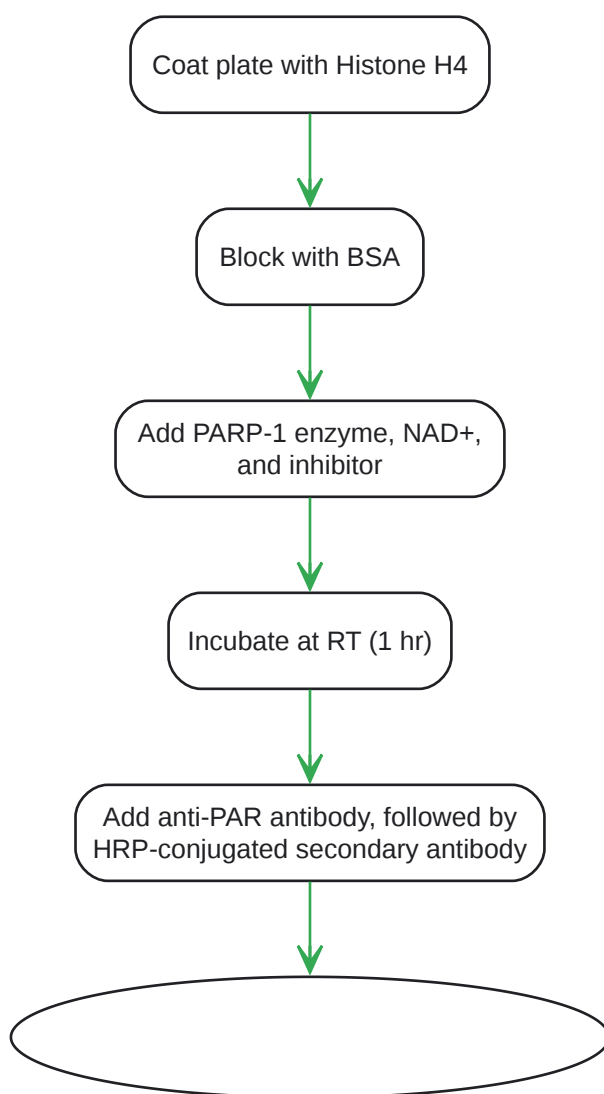 Coat plate with Histone H4
Block with BSA
Add PARP-1 enzyme, NAD+,
and inhibitor
Incubate at RT (1 hr)
Add anti-PAR antibody, followed by
HRP-conjugated secondary antibody